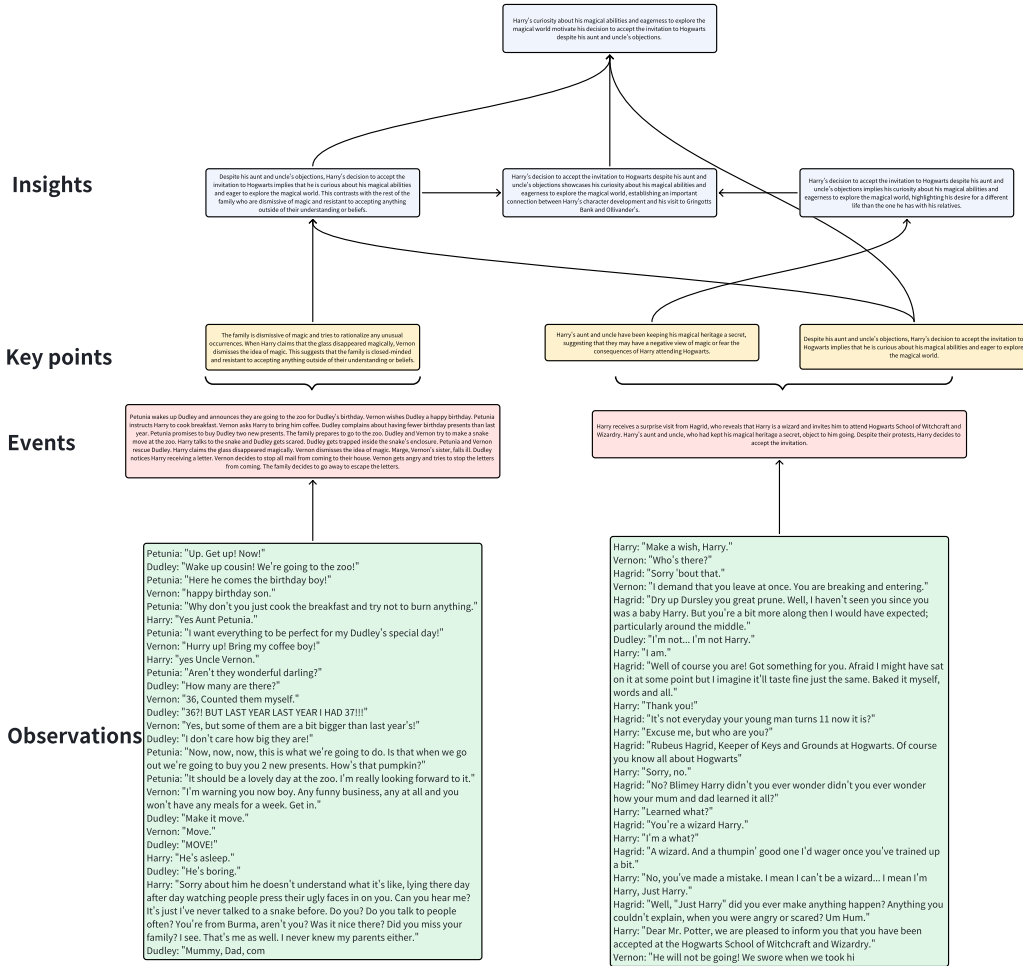 Harry's curiosity about his magical abilities and eagerness to explore the
magical world motivate his decision to accept the invitation to Hogwarts
despite his aunt and uncle's objections.
Insights
Despite his aunt and uncle's objections, Harry's decision to accept the
invitation to Hogwarts implies that he is curious about his magical abilities
and eager to explore the magical world. This contrasts with the rest of the
family who are dismissive of magic and resistant to accepting anything
outside of their understanding or beliefs.
Harry's decision to accept the invitation to Hogwarts despite his aunt and
uncle's objections showcases his curiosity about his magical abilities and
eagerness to explore the magical world, establishing an important
connection between Harry's character development and his visit to Gringotts
Bank and Ollivander's.
Harry's decision to accept the invitation to Hogwarts despite his aunt and
uncle's objections implies his curiosity about his magical abilities and
eagerness to explore the magical world, highlighting his desire for a different
life than the one he has with his relatives.
Key points
The family is dismissive of magic and tries to rationalize any unusual
occurrences. When Harry claims that the glass disappeared magically, Vernon
dismisses the idea of magic. This suggests that the family is closed-minded
and resistant to accepting anything outside of their understanding or beliefs.
Harry's aunt and uncle have been keeping his magical heritage a secret,
suggesting that they may have a negative view of magic or fear the
consequences of Harry attending Hogwarts.
Despite his aunt and uncle's objections, Harry's decision to accept the invitation to
Hogwarts implies that he is curious about his magical abilities and eager to explore
the magical world.
Events
Petunia wakes up Dudley and announces they are going to the zoo for Dudley's birthday. Vernon wishes Dudley a happy birthday. Petunia
instructs Harry to cook breakfast. Vernon asks Harry to bring him coffee. Dudley complains about having fewer birthday presents than last
year. Petunia promises to buy Dudley two new presents. The family prepares to go to the zoo. Dudley and Vernon try to make a snake
move at the zoo. Harry talks to the snake and Dudley gets scared. Dudley gets trapped inside the snake's enclosure. Petunia and Vernon
rescue Dudley. Harry claims the glass disappeared magically. Vernon dismisses the idea of magic. Marge, Vernon's sister, falls ill. Dudley
notices Harry receiving a letter. Vernon decides to stop all mail from coming to their house. Vernon gets angry and tries to stop the letters
from coming. The family decides to go away to escape the letters.
Harry receives a surprise visit from Hagrid, who reveals that Harry is a wizard and invites him to attend Hogwarts School of Witchcraft and
Wizardry. Harry's aunt and uncle, who had kept his magical heritage a secret, object to him going. Despite their protests, Harry decides to
accept the invitation.
Observations
Petunia: "Up. Get up! Now!"
Dudley: "Wake up cousin! We're going to the zoo!"
Petunia: "Here he comes the birthday boy!"
Vernon: "happy birthday son."
Petunia: "Why don't you just cook the breakfast and try not to burn anything."
Harry: "Yes Aunt Petunia."
Petunia: "I want everything to be perfect for my Dudley's special day!"
Vernon: "Hurry up! Bring my coffee boy!"
Harry: "yes Uncle Vernon."
Petunia: "Aren't they wonderful darling?"
Dudley: "How many are there?"
Vernon: "36, Counted them myself."
Dudley: "36?! BUT LAST YEAR LAST YEAR I HAD 37!!!"
Vernon: "Yes, but some of them are a bit bigger than last year's!"
Dudley: "I don't care how big they are!"
Petunia: "Now, now, now, this is what we're going to do. Is that when we go
out we're going to buy you 2 new presents. How's that pumpkin?"
Petunia: "It should be a lovely day at the zoo. I'm really looking forward to it."
Vernon: "I'm warning you now boy. Any funny business, any at all and you
won't have any meals for a week. Get in."
Dudley: "Make it move."
Vernon: "Move."
Dudley: "MOVE!"
Harry: "He's asleep."
Dudley: "He's boring."
Harry: "Sorry about him he doesn't understand what it's like, lying there day
after day watching people press their ugly faces in on you. Can you hear me?
It's just I've never talked to a snake before. Do you? Do you talk to people
often? You're from Burma, aren't you? Was it nice there? Did you miss your
family? I see. That's me as well. I never knew my parents either."
Dudley: "Mummy, Dad, com
Harry: "Make a wish, Harry."
Vernon: "Who's there?"
Hagrid: "Sorry 'bout that."
Vernon: "I demand that you leave at once. You are breaking and entering."
Hagrid: "Dry up Dursley you great prune. Well, I haven't seen you since you
was a baby Harry. But you're a bit more along then I would have expected;
particularly around the middle."
Dudley: "I'm not... I'm not Harry."
Harry: "I am."
Hagrid: "Well of course you are! Got something for you. Afraid I might have sat
on it at some point but I imagine it'll taste fine just the same. Baked it myself,
words and all."
Harry: "Thank you!"
Hagrid: "It's not everyday your young man turns 11 now it is?"
Harry: "Excuse me, but who are you?"
Hagrid: "Rubeus Hagrid, Keeper of Keys and Grounds at Hogwarts. Of course
you know all about Hogwarts"
Harry: "Sorry, no."
Hagrid: "No? Blimey Harry didn't you ever wonder didn't you ever wonder
how your mum and dad learned it all?"
Harry: "Learned what?"
Hagrid: "You're a wizard Harry."
Harry: "I'm a what?"
Hagrid: "A wizard. And a thumpin' good one I'd wager once you've trained up
a bit."
Harry: "No, you've made a mistake. I mean I can't be a wizard... I mean I'm
Harry, Just Harry."
Hagrid: "Well, "Just Harry" did you ever make anything happen? Anything you
couldn't explain, when you were angry or scared? Um Hum."
Harry: "Dear Mr. Potter, we are pleased to inform you that you have been
accepted at the Hogwarts School of Witchcraft and Wizardry."
Vernon: "He will not be going! We swore when we took hi